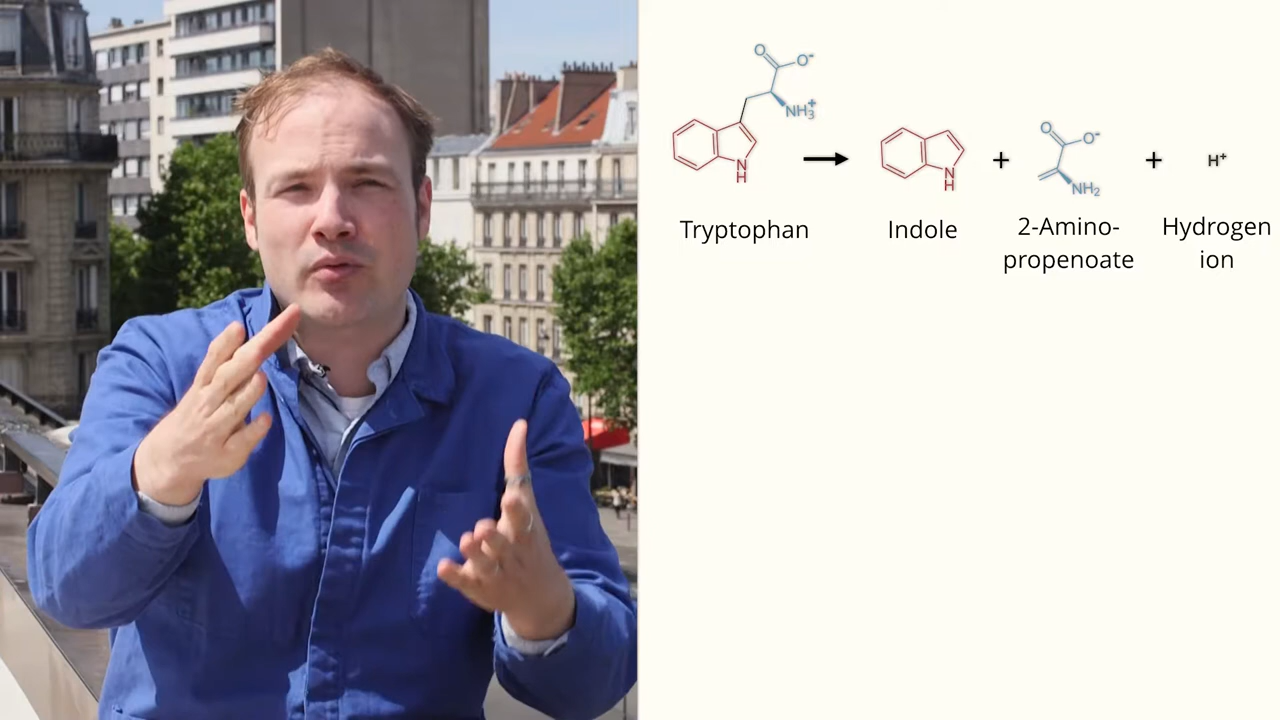 O O⁻
NH₃⁺
N
H
Tryptophan
N
H
Indole
+
O O⁻
NH₂
2-Amino-
propenoate
+
H⁺
Hydrogen
ion